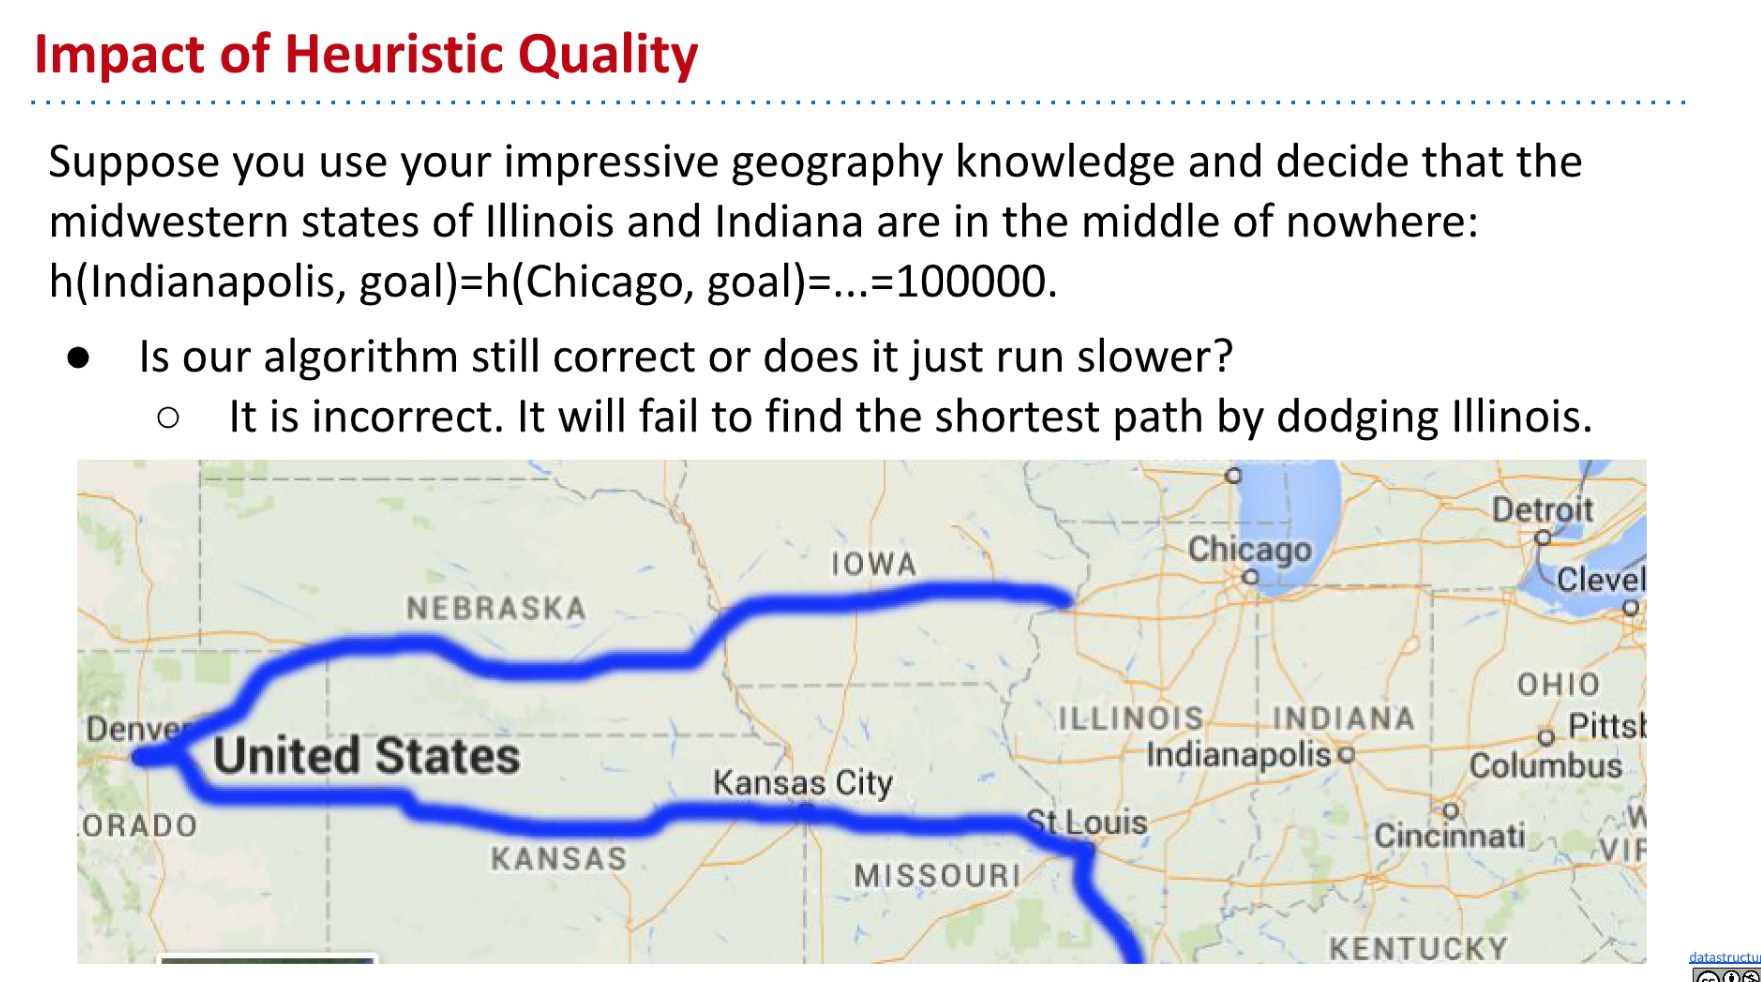 Impact of Heuristic Quality
Suppose you use your impressive geography knowledge and decide that the
midwestern states of Illinois and Indiana are in the middle of nowhere:
h(Indianapolis, goal)=h(Chicago, goal)=...=100000.
● Is our algorithm still correct or does it just run slower?
○ It is incorrect. It will fail to find the shortest path by dodging Illinois.
Detroit
Chicago
IOWA
Clevel
NEBRASKA
OHIO
ILLINOIS
INDIANA
Denver
Pittsb
United States
Indianapolis
Columbus
Kansas City
ORADO
St Louis
Cincinnati
W
VIR
KANSAS
MISSOURI
KENTUCKY
datastructur